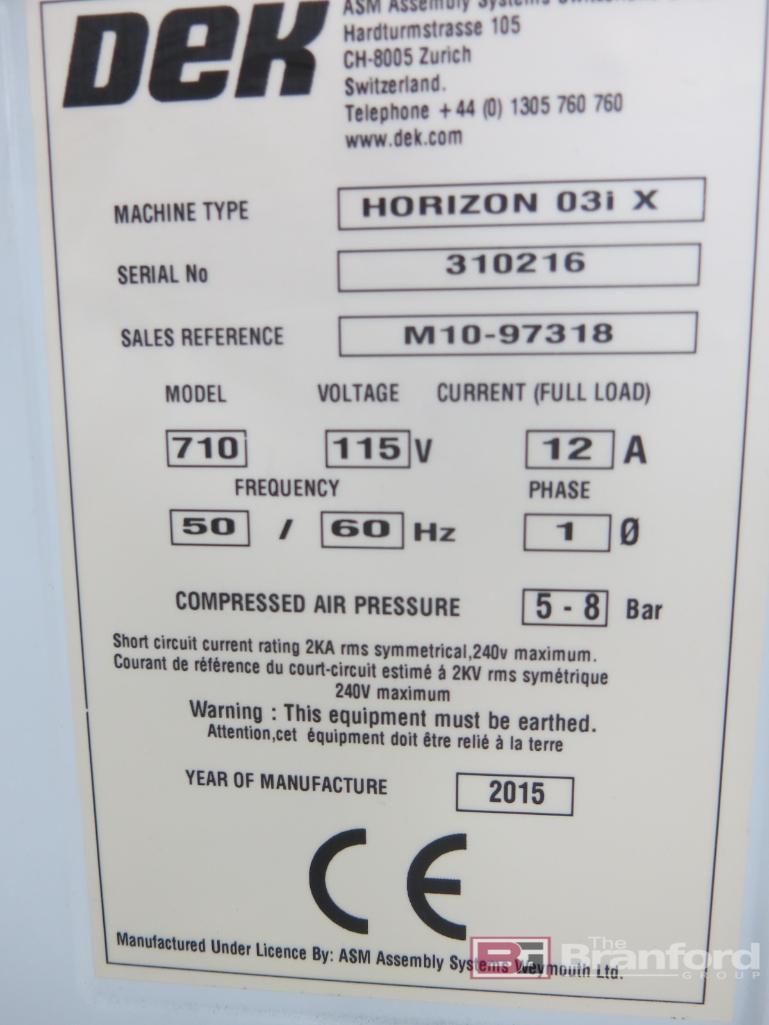 DEK
ASM Assembly Systems Switzerland
Hardturmstrasse 105
CH-8005 Zurich
Switzerland.
Telephone +44 (0) 1305 760 760
www.dek.com
MACHINE TYPE HORIZON 03i X
SERIAL No 310216
SALES REFERENCE M10-97318
MODEL VOLTAGE CURRENT (FULL LOAD)
710 115 V 12 A
FREQUENCY PHASE
50 / 60 Hz 1 Ø
COMPRESSED AIR PRESSURE 5 - 8 Bar
Short circuit current rating 2KA rms symmetrical,240v maximum.
Courant de référence du court-circuit estimé á 2KV rms symétrique
240V maximum
Warning : This equipment must be earthed.
Attention,cet équipment doit être relié à la terre
YEAR OF MANUFACTURE 2015
CE
Manufactured Under Licence By: ASM Assembly Systems Weymouth Ltd.
The
Branford
GROUP